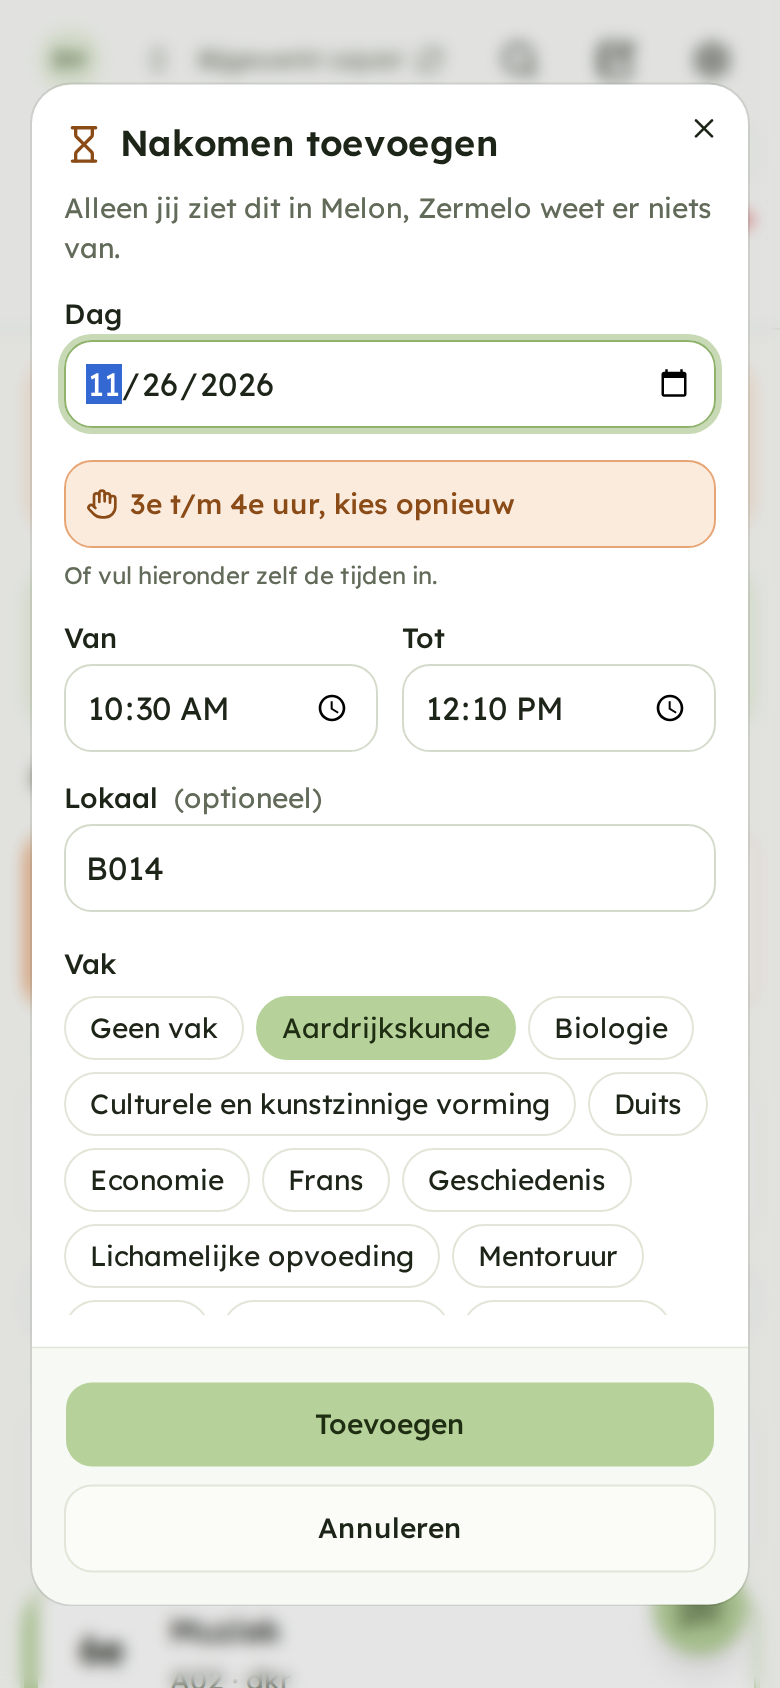 Nakomen toevoegen
Alleen jij ziet dit in Melon, Zermelo weet er niets
van.
Dag
11/26/2026
3e t/m 4e uur, kies opnieuw
Of vul hieronder zelf de tijden in.
Van Tot
10:30 AM 12:10 PM
Lokaal (optioneel)
B014
Vak
Geen vak Aardrijkskunde Biologie
Culturele en kunstzinnige vorming Duits
Economie Frans Geschiedenis
Lichamelijke opvoeding Mentoruur
Toevoegen
Annuleren
Muziek
A02 · dkr